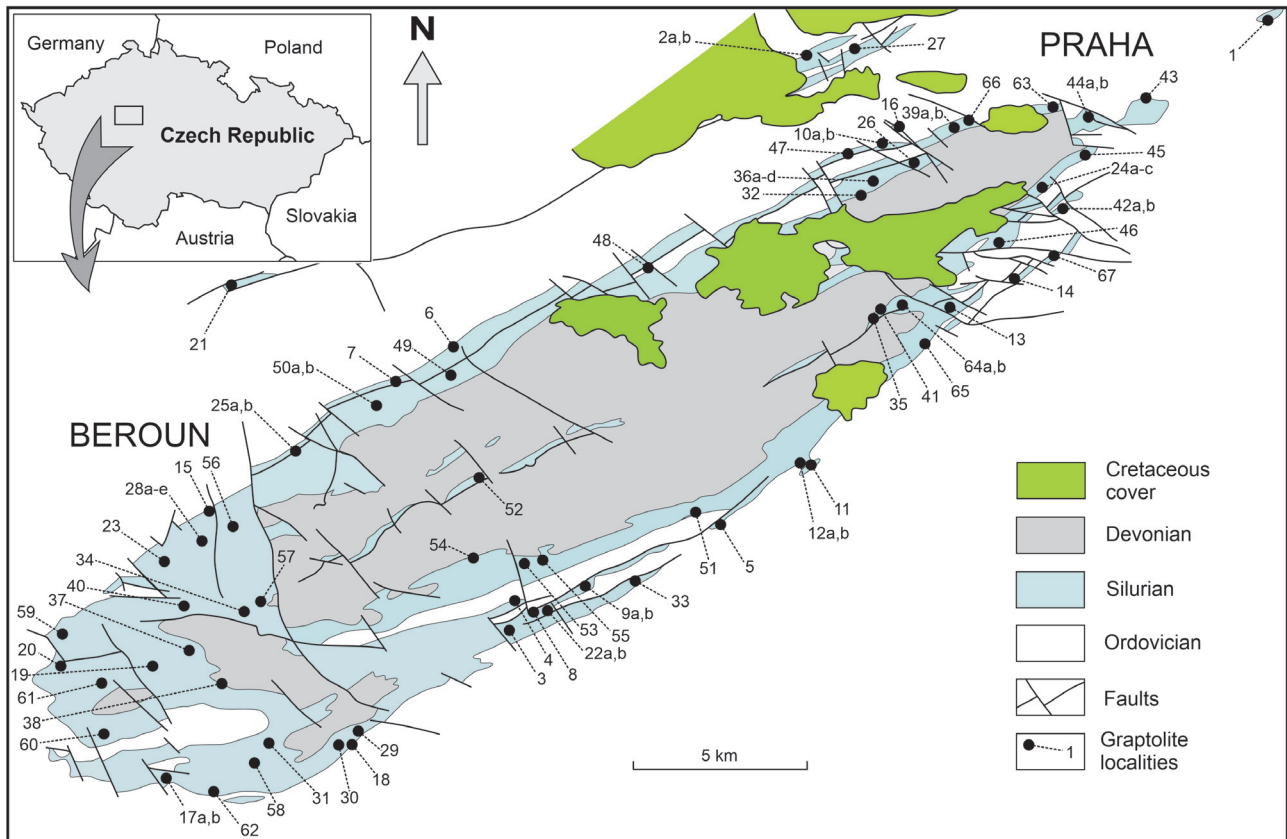 Germany
Poland
Czech Republic
Slovakia
Austria
N
PRAHA
BEROUN
1
2a,b
27
63
44a,b
43
66
16
39a,b
10a,b
26
47
45
36a-d
24a-c
32
42a,b
46
48
67
14
21
6
13
7
49
64a,b
50a,b
65
35
41
25a,b
15
56
28a-e
52
11
23
12a,b
54
57
34
51
5
40
33
37
9a,b
59
53
55
20
4
22a,b
8
19
3
61
38
60
29
18
30
31
58
17a,b
62
5 km
Cretaceous
cover
Devonian
Silurian
Ordovician
Faults
1
Graptolite
localities